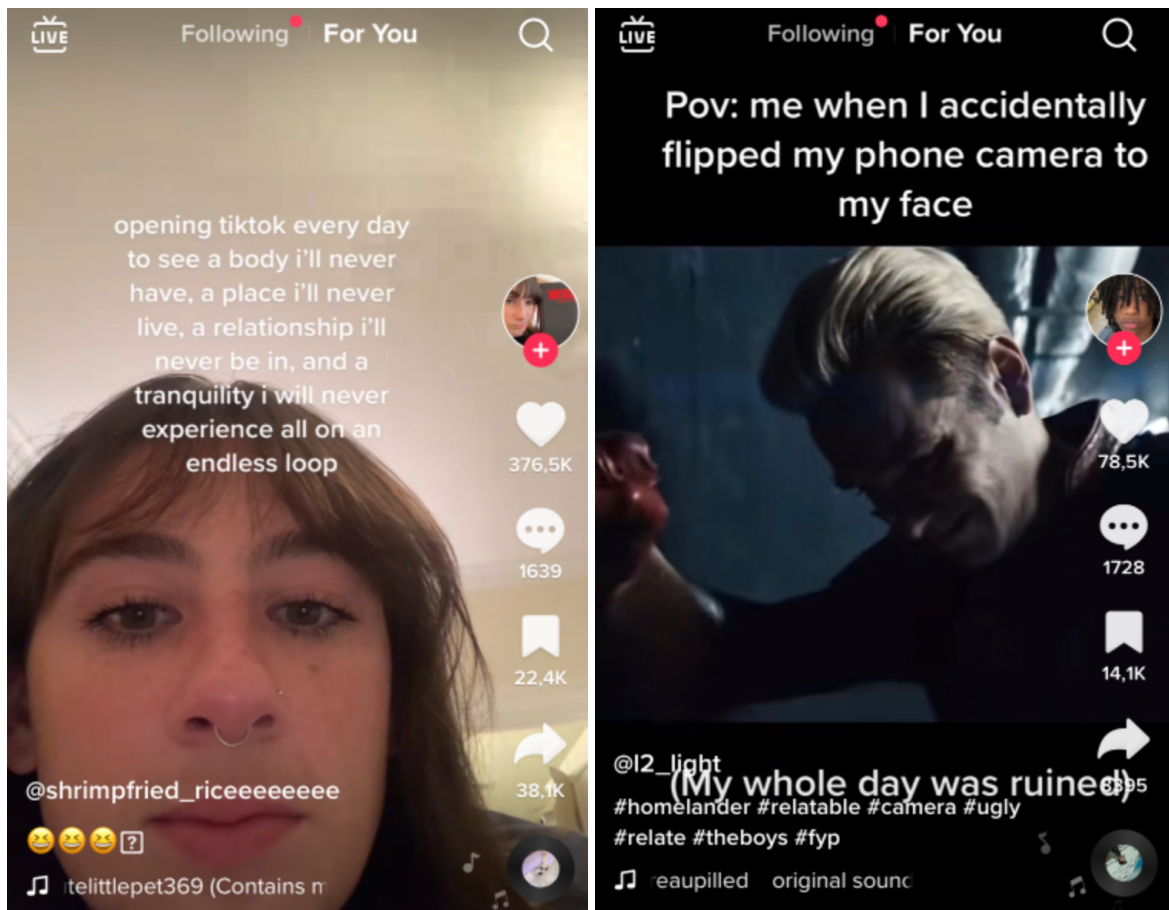 LIVE
Following
For You
opening tiktok every day
to see a body i'll never
have, a place i'll never
live, a relationship i'll
never be in, and a
tranquility i will never
experience all on an
endless loop
376,5K
1639
22,4K
38,1K
@shrimpfried_riceeeeeeee
😆😆😆
telittlepet369 (Contains m
LIVE
Following
For You
Pov: me when I accidentally
flipped my phone camera to
my face
78,5K
1728
14,1K
@l2_light
(My whole day was ruined)
#homelander #relatable #camera #ugly
#relate #theboys #fyp
reaupilled original sound